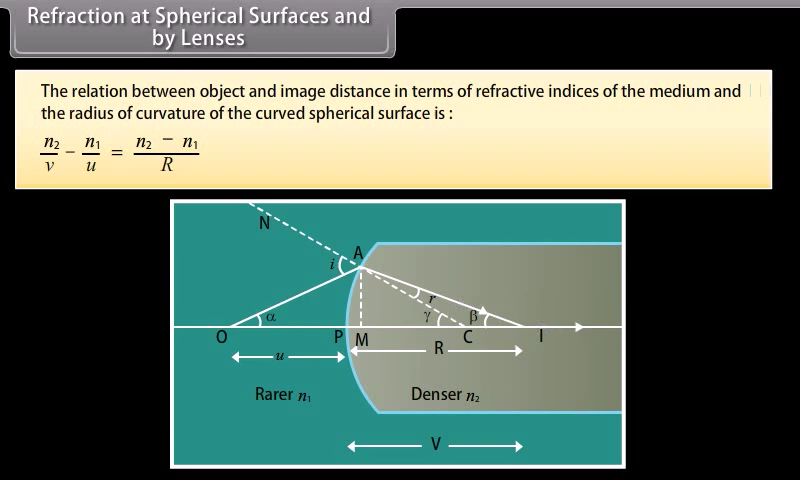 Refraction at Spherical Surfaces and
by Lenses
The relation between object and image distance in terms of refractive indices of the medium and
the radius of curvature of the curved spherical surface is :
n₂/v − n₁/u = n₂ − n₁/R
N
A
i
r
α
γ
β
O
P
M
C
I
u
R
Rarer n₁
Denser n₂
V